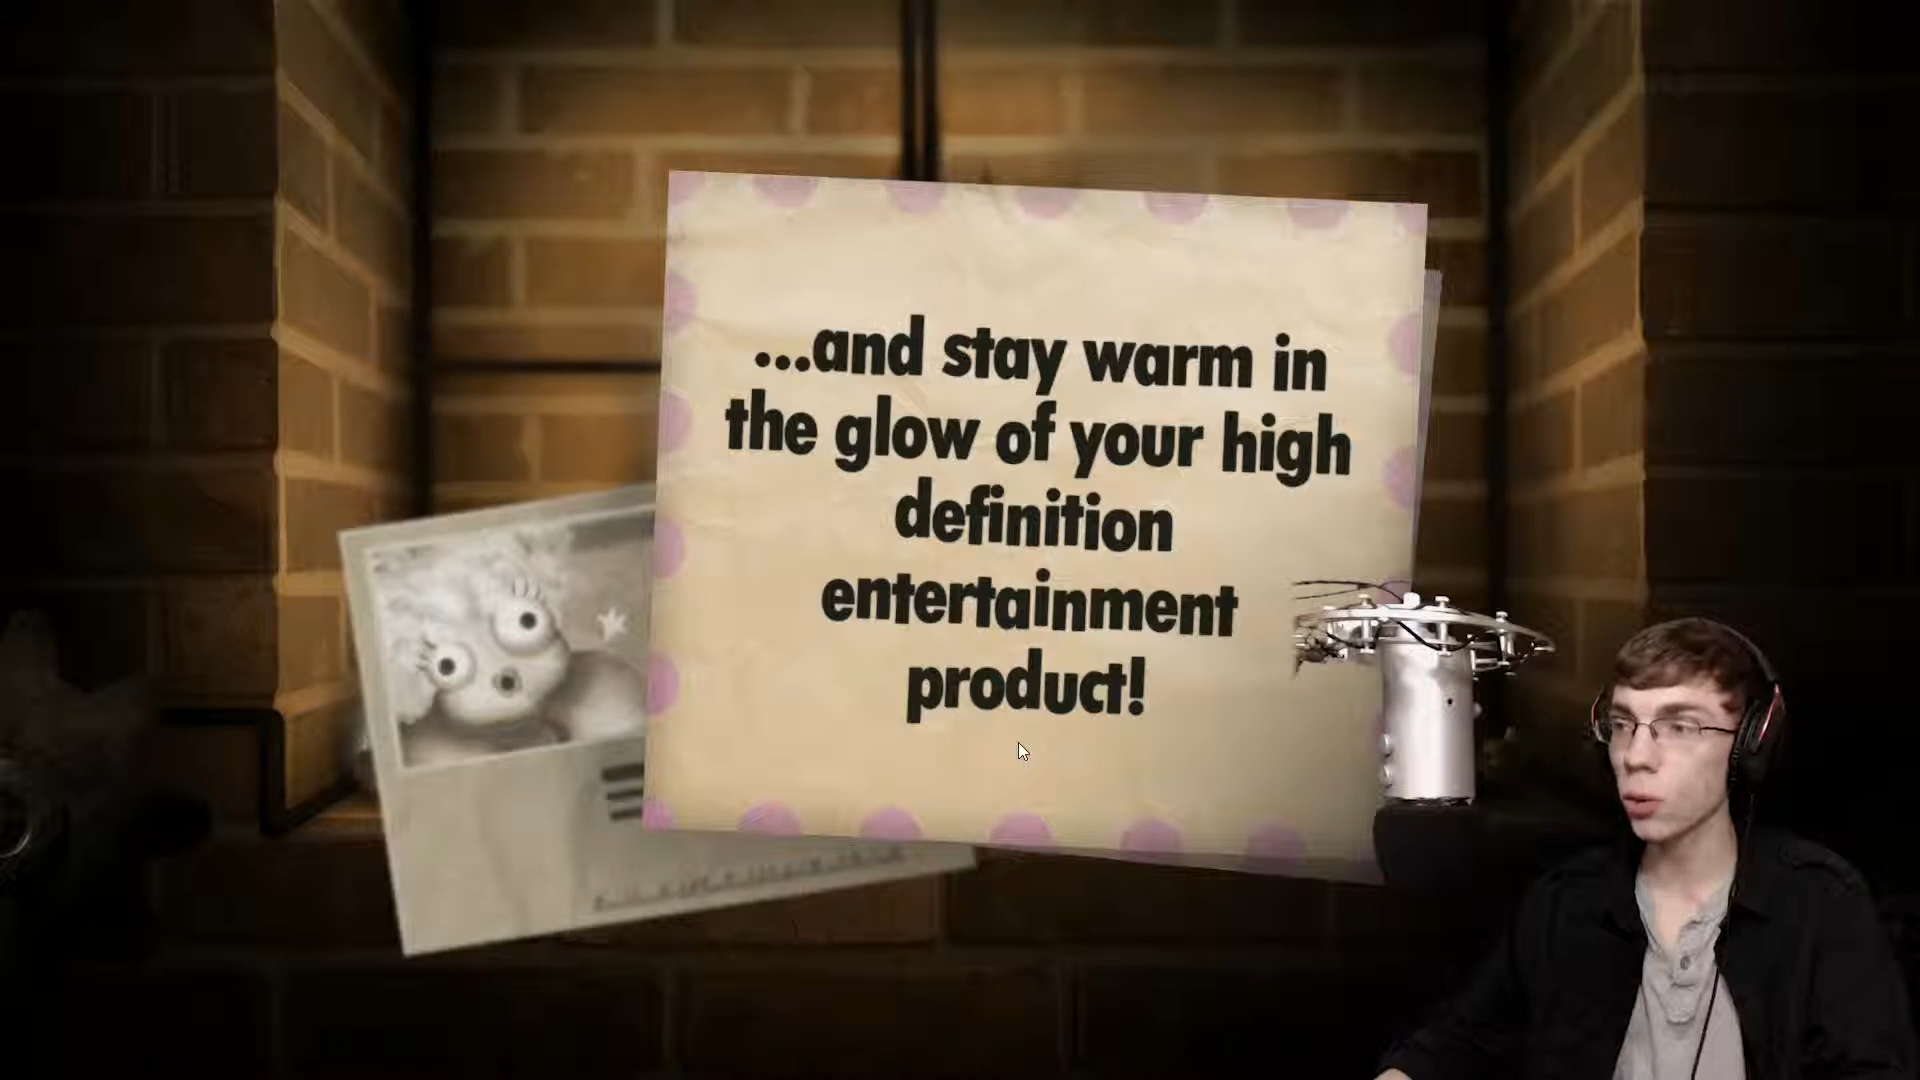 ...and stay warm in
the glow of your high
definition
entertainment
product!